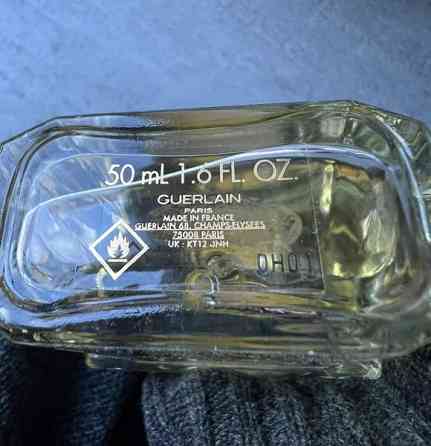 50 mL 1.6 FL. OZ.
GUERLAIN
PARIS
MADE IN FRANCE
GUERLAIN 68, CHAMPS-ELYSEES
75008 PARIS
UK : KT12 2NH
0H01